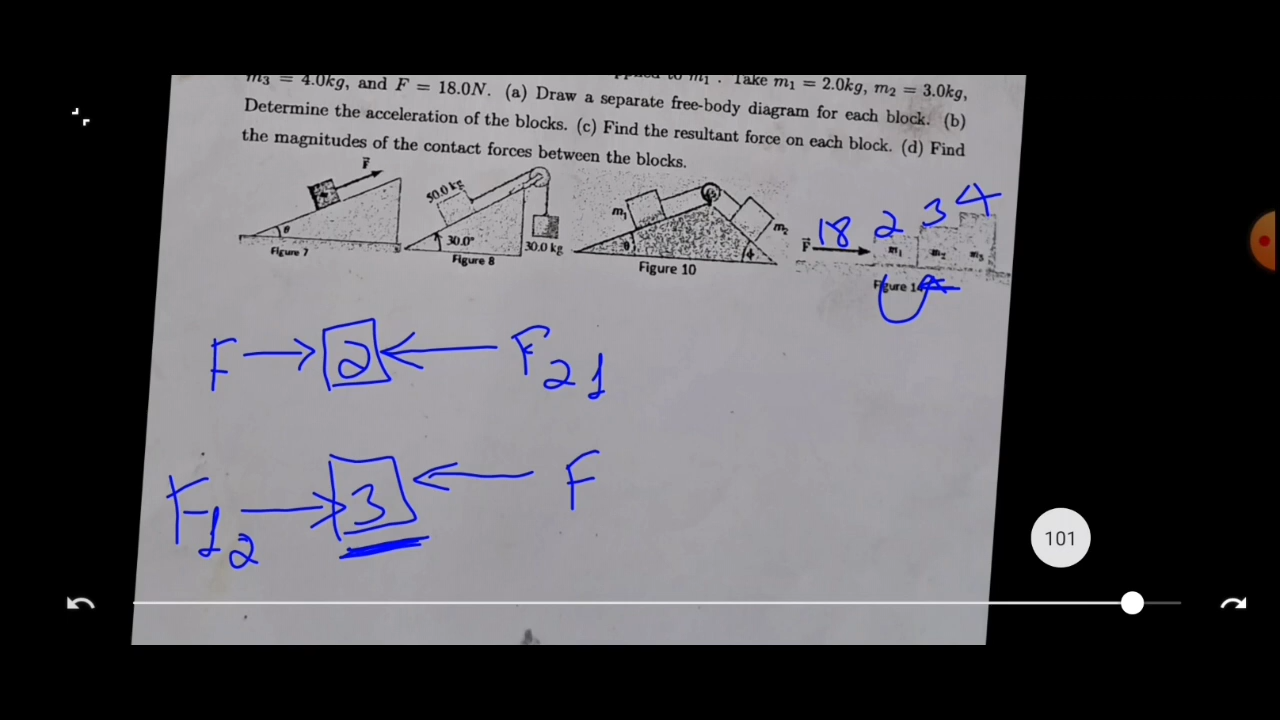 to m₁ . Take m₁ = 2.0kg, m₂ = 3.0kg,
m₃ = 4.0kg, and F = 18.0N. (a) Draw a separate free-body diagram for each block. (b)
Determine the acceleration of the blocks. (c) Find the resultant force on each block. (d) Find
the magnitudes of the contact forces between the blocks.
F
θ
Figure 7
50.0 kg
30.0°
30.0 kg
Figure 8
m₁
m₂
θ
Figure 10
F 18 2 3 4
m₁ m₂ m₃
F 2 F21
F12 3 F
101